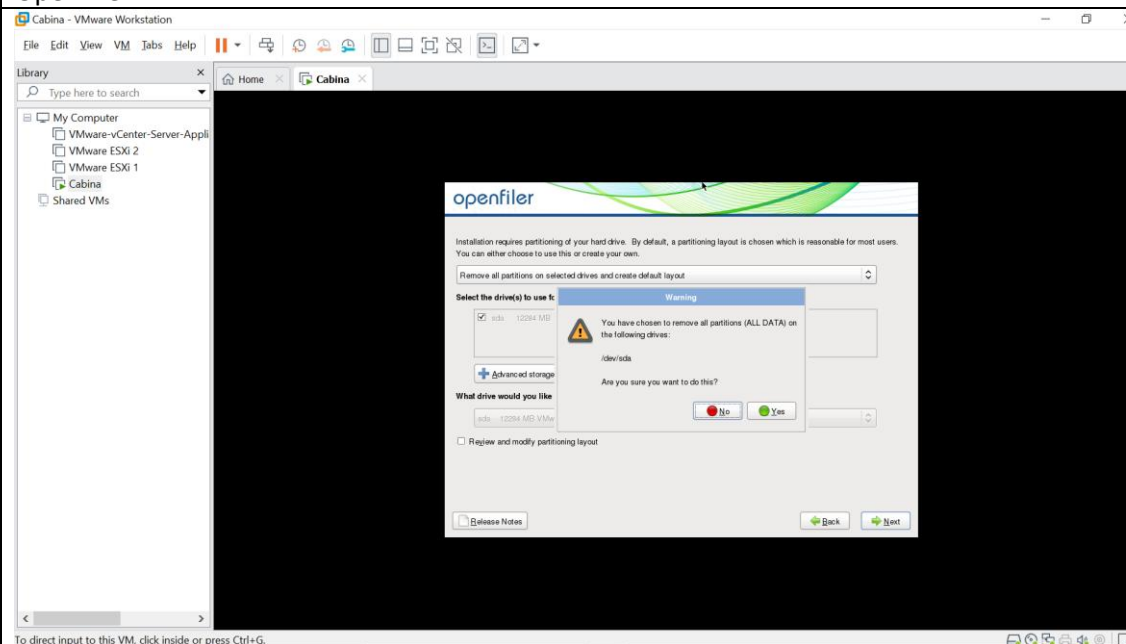 Cabina - VMware Workstation
File Edit View VM Tabs Help
Library
Type here to search
Home
Cabina
My Computer
VMware-vCenter-Server-Appli
VMware ESXi 2
VMware ESXi 1
Cabina
Shared VMs
openfiler
Installation requires partitioning of your hard drive. By default, a partitioning layout is chosen which is reasonable for most users.
You can either choose to use this or create your own.
Remove all partitions on selected drives and create default layout
Select the drive(s) to use fo
Warning
sda 12284 MB
You have chosen to remove all partitions (ALL DATA) on
the following drives:
/dev/sda
Advanced storage
Are you sure you want to do this?
What drive would you like
No Yes
sda 12284 MB VMw
Review and modify partitioning layout
Release Notes
Back Next
To direct input to this VM, click inside or press Ctrl+G.